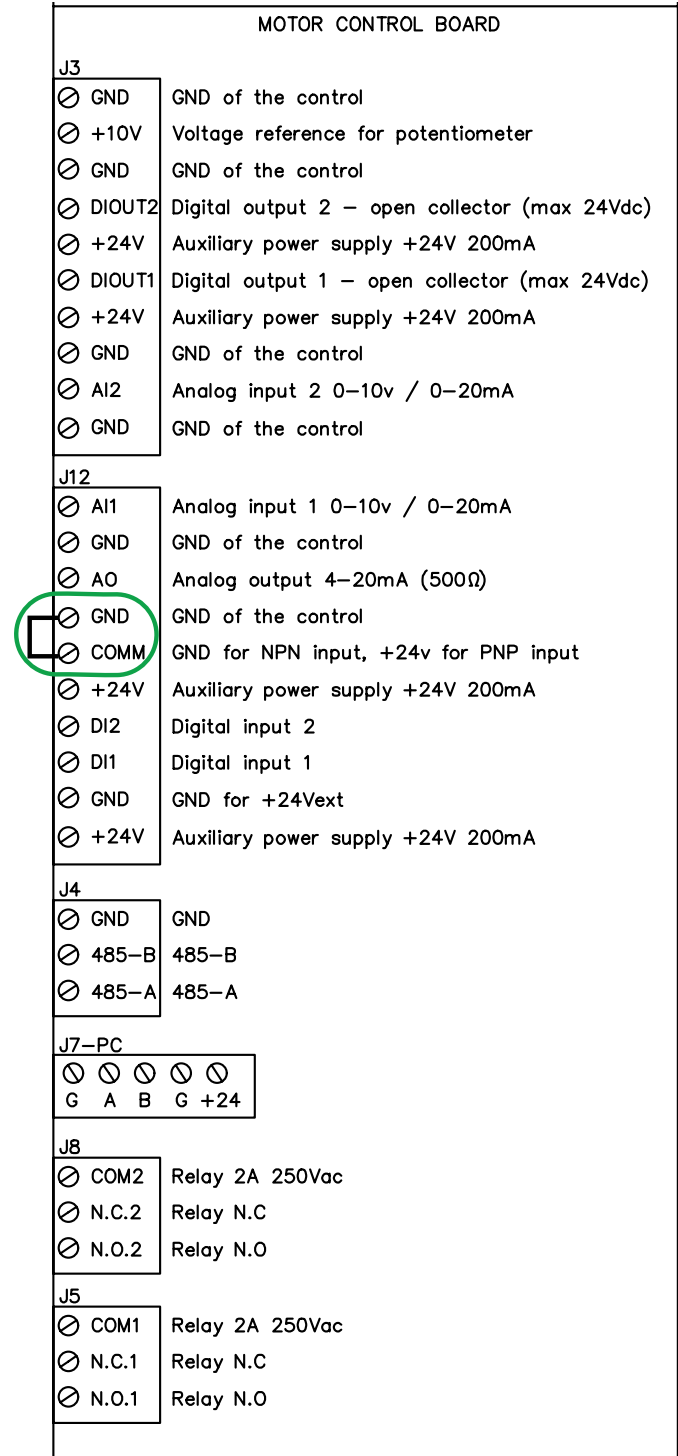 MOTOR CONTROL BOARD
J3
GND GND of the control
+10V Voltage reference for potentiometer
GND GND of the control
DIOUT2 Digital output 2 – open collector (max 24Vdc)
+24V Auxiliary power supply +24V 200mA
DIOUT1 Digital output 1 – open collector (max 24Vdc)
+24V Auxiliary power supply +24V 200mA
GND GND of the control
AI2 Analog input 2 0–10v / 0–20mA
GND GND of the control
J12
AI1 Analog input 1 0–10v / 0–20mA
GND GND of the control
AO Analog output 4–20mA (500Ω)
GND GND of the control
COMM GND for NPN input, +24v for PNP input
+24V Auxiliary power supply +24V 200mA
DI2 Digital input 2
DI1 Digital input 1
GND GND for +24Vext
+24V Auxiliary power supply +24V 200mA
J4
GND GND
485–B 485–B
485–A 485–A
J7–PC
G A B G +24
J8
COM2 Relay 2A 250Vac
N.C.2 Relay N.C
N.O.2 Relay N.O
J5
COM1 Relay 2A 250Vac
N.C.1 Relay N.C
N.O.1 Relay N.O